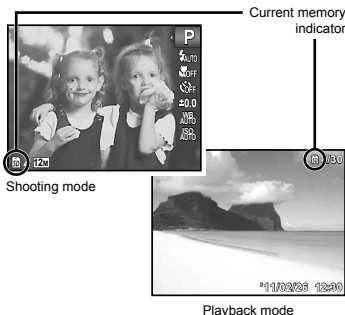 Current memory
indicator
P
AUTO
OFF
OFF
±0.0
WB
AUTO
ISO
AUTO
12M
Shooting mode
/30
'11/02/26 12:30
Playback mode